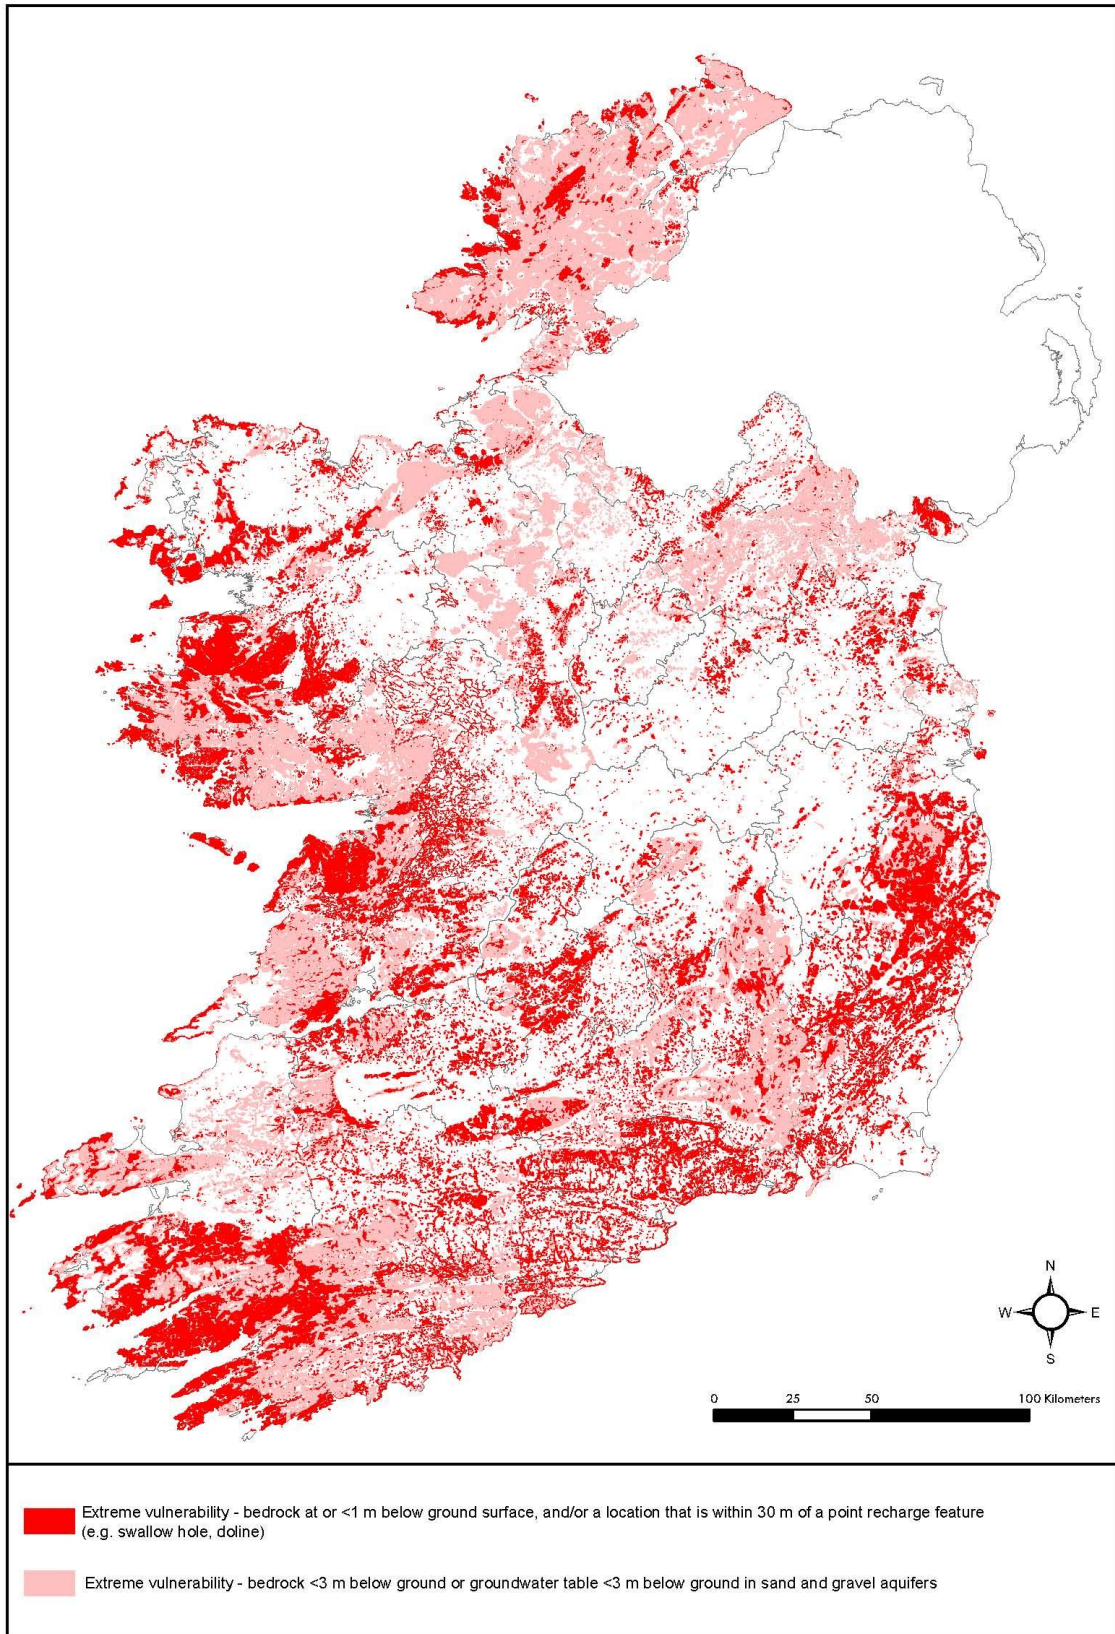 N
W E
S
0 25 50 100 Kilometers
Extreme vulnerability - bedrock at or <1 m below ground surface, and/or a location that is within 30 m of a point recharge feature
(e.g. swallow hole, doline)
Extreme vulnerability - bedrock <3 m below ground or groundwater table <3 m below ground in sand and gravel aquifers